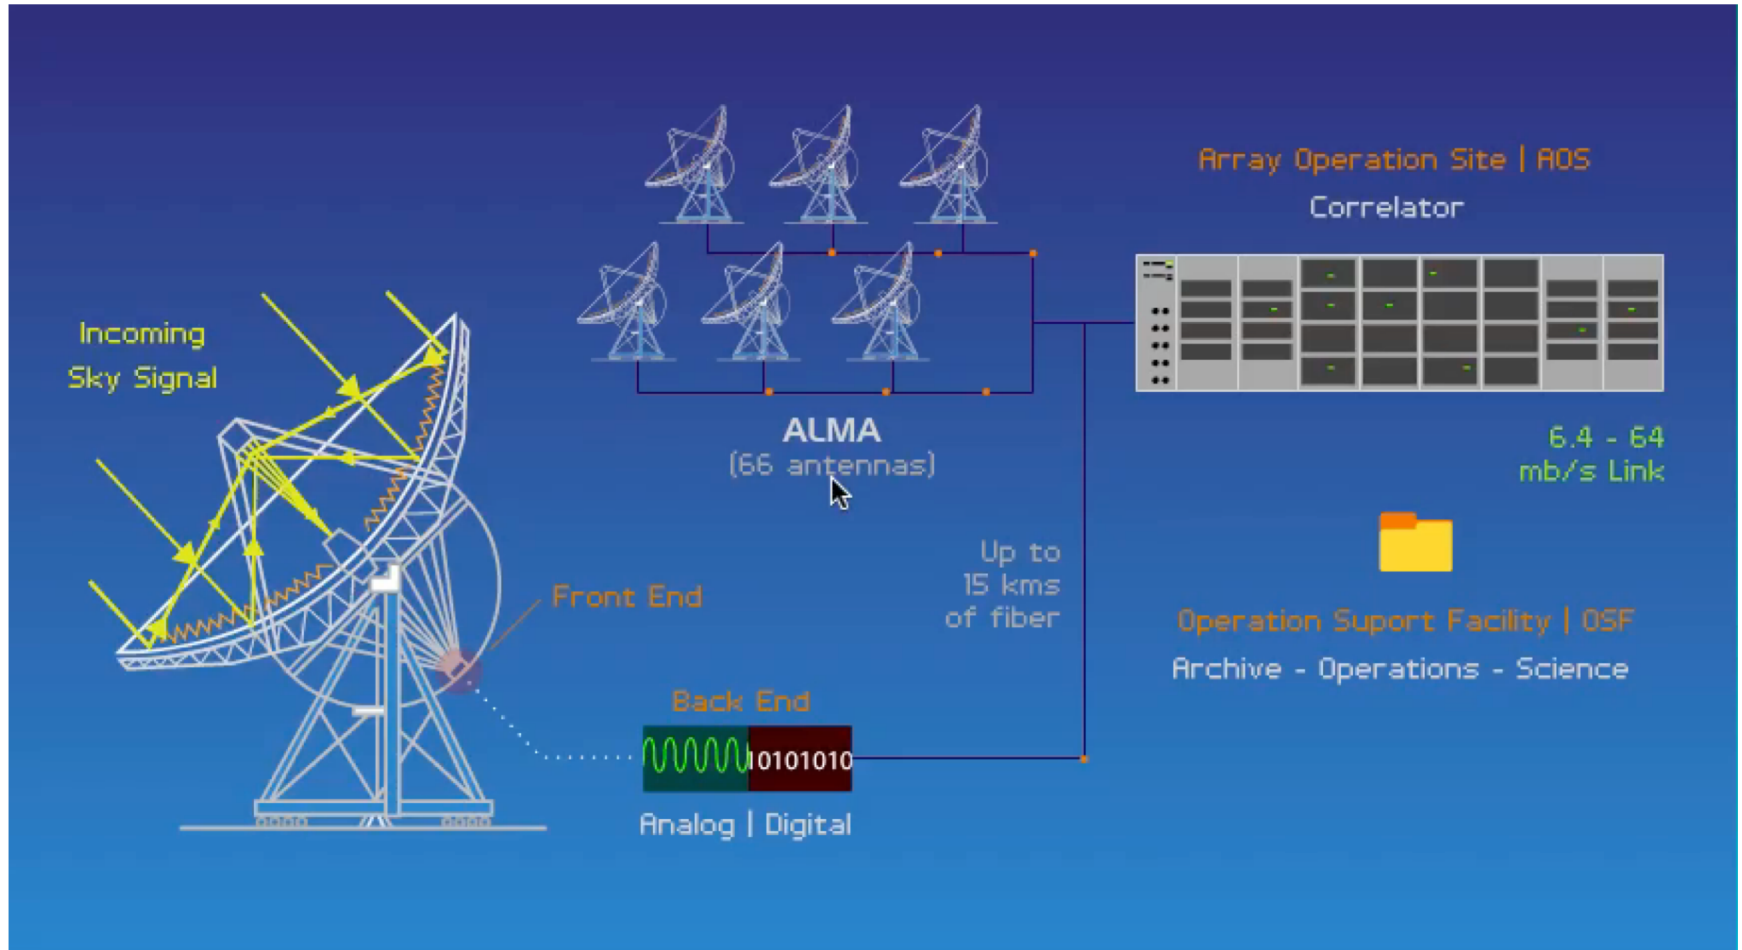 Array Operation Site | AOS
Correlator
Incoming
Sky Signal
ALMA
(66 antennas)
6.4 - 64
mb/s Link
Up to
15 kms
of fiber
Front End
Operation Suport Facility | OSF
Archive - Operations - Science
Back End
10101010
Analog | Digital